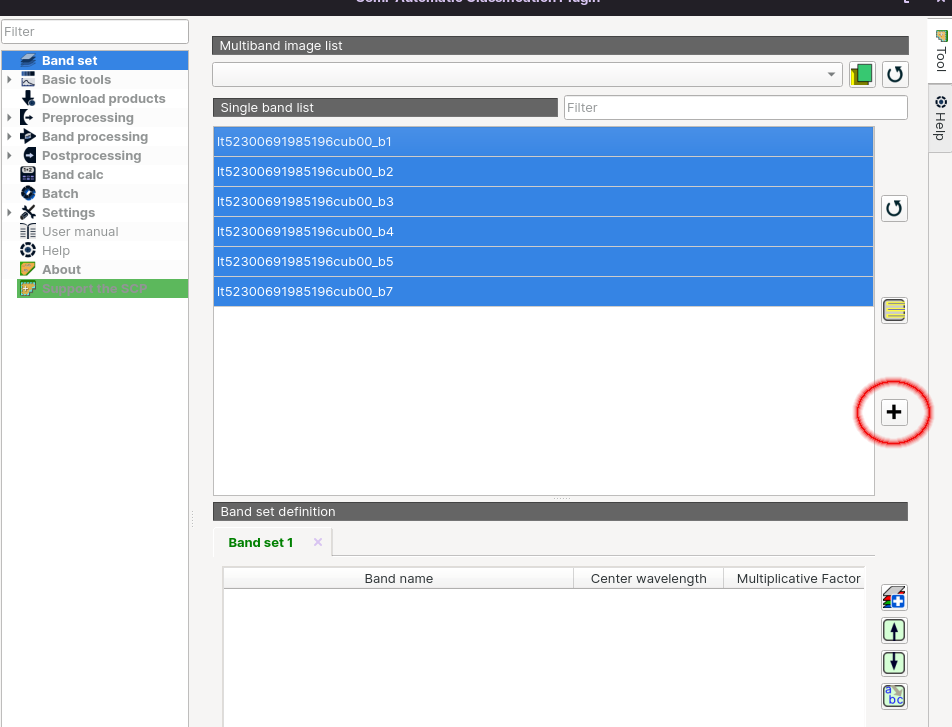 Semi-Automatic Classification Plugin
Filter
Band set
Basic tools
Download products
Preprocessing
Band processing
Postprocessing
Band calc
Batch
Settings
User manual
Help
About
Multiband image list
Single band list
Filter
lt52300691985196cub00_b1
lt52300691985196cub00_b2
lt52300691985196cub00_b3
lt52300691985196cub00_b4
lt52300691985196cub00_b5
lt52300691985196cub00_b7
Band set definition
Band set 1
Band name
Center wavelength
Multiplicative Factor
abc
Tool
Help